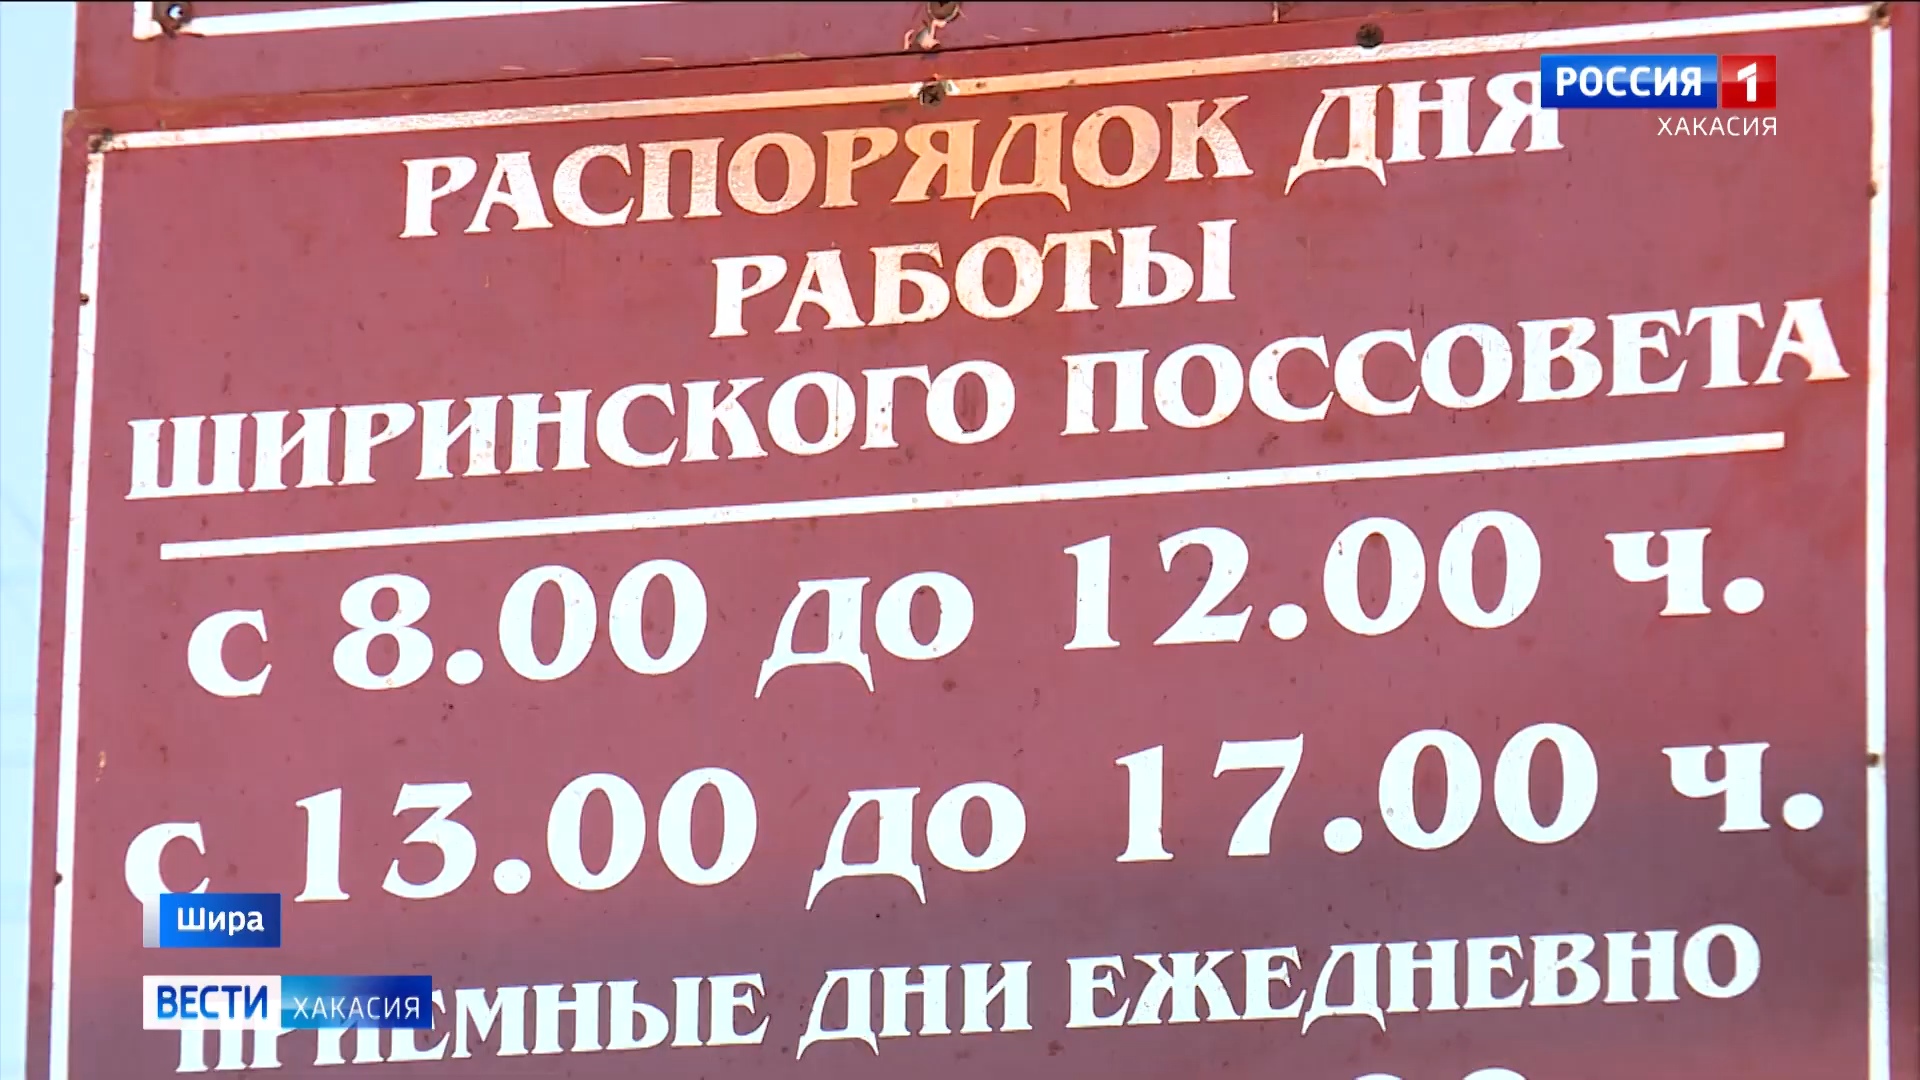 РОССИЯ 1
ХАКАСИЯ
РАСПОРЯДОК ДНЯ
РАБОТЫ
ШИРИНСКОГО ПОССОВЕТА
с 8.00 до 12.00 ч.
с 13.00 до 17.00 ч.
Шира
ПРИЕМНЫЕ ДНИ ЕЖЕДНЕВНО
ВЕСТИ ХАКАСИЯ